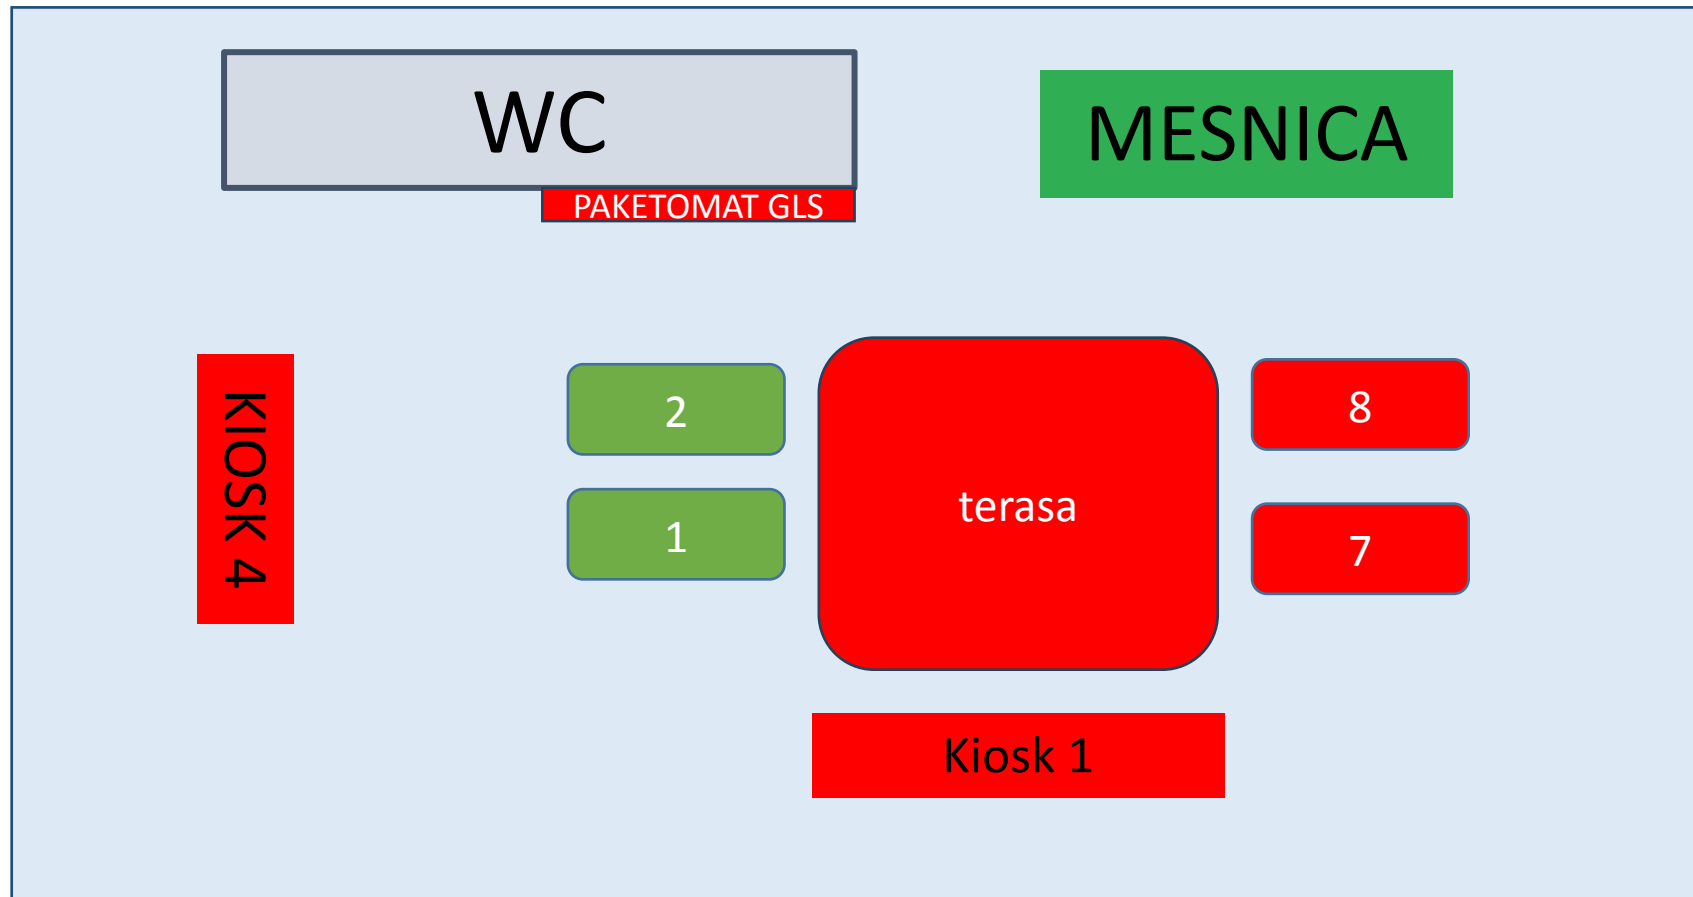 WC
MESNICA
PAKETOMAT GLS
KIOSK 4
2
8
1
terasa
7
Kiosk 1